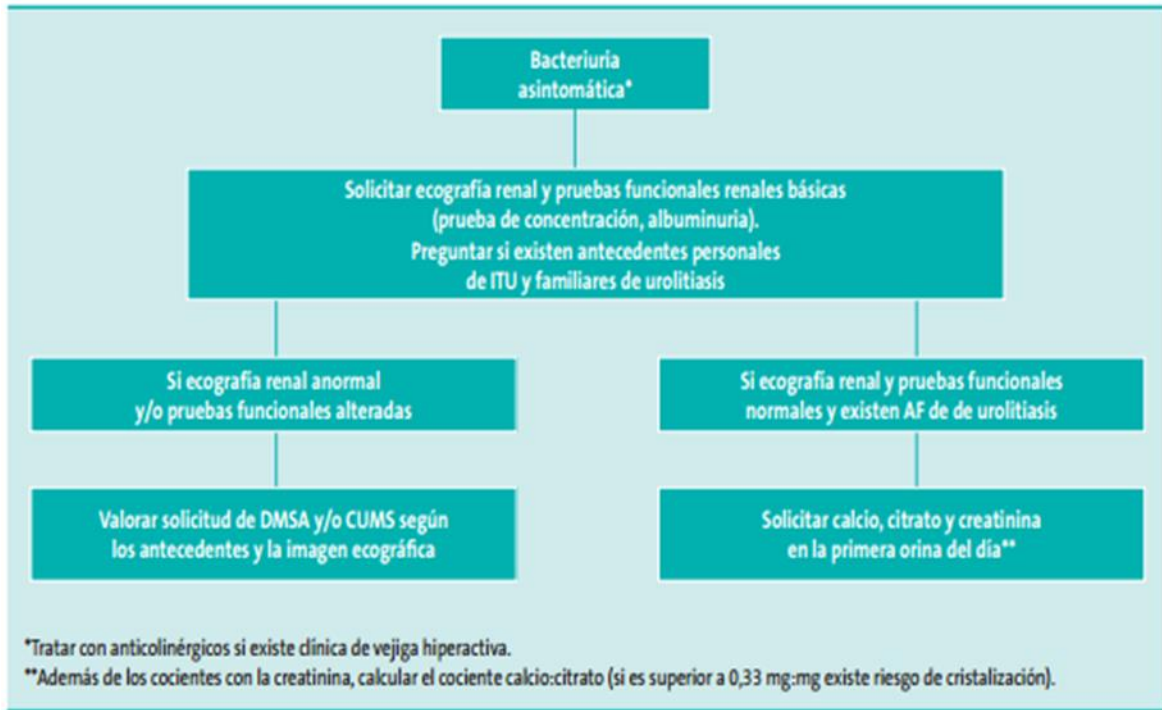 Bacteriuria
asintomática*
Solicitar ecografía renal y pruebas funcionales renales básicas
(prueba de concentración, albuminuria).
Preguntar si existen antecedentes personales
de ITU y familiares de urolitiasis
Si ecografía renal anormal
y/o pruebas funcionales alteradas
Si ecografía renal y pruebas funcionales
normales y existen AF de de urolitiasis
Valorar solicitud de DMSA y/o CUMS según
los antecedentes y la imagen ecográfica
Solicitar calcio, citrato y creatinina
en la primera orina del día**
*Tratar con anticolinérgicos si existe clínica de vejiga hiperactiva.
**Además de los cocientes con la creatinina, calcular el cociente calcio:citrato (si es superior a 0,33 mg:mg existe riesgo de cristalización).